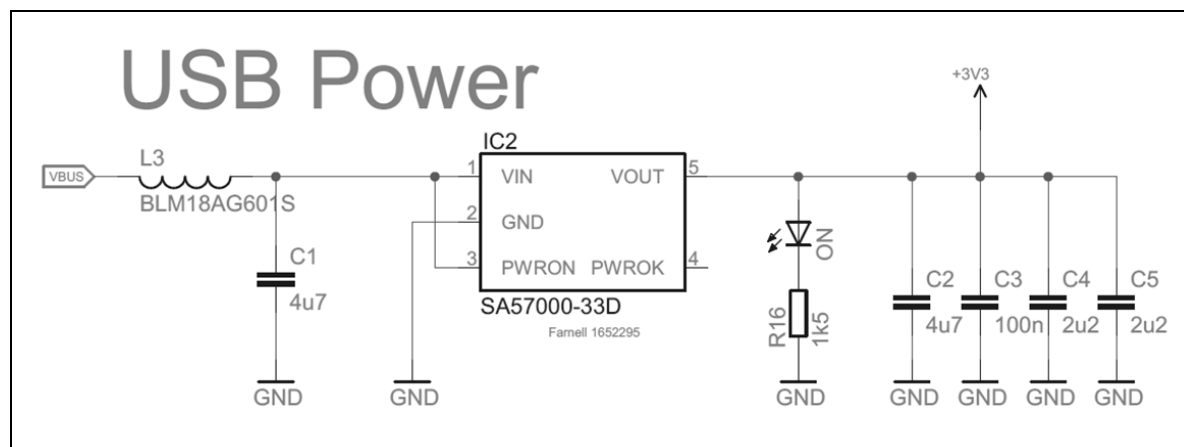 USB Power
+3V3
L3
VBUS
BLM18AG601S
C1
4u7
GND
GND
IC2
1 VIN VOUT 5
2 GND
3 PWRON PWROK 4
SA57000-33D
Farnell 1652295
ON
R16
1k5
GND
C2
4u7
GND
C3
100n
GND
C4
2u2
GND
C5
2u2
GND